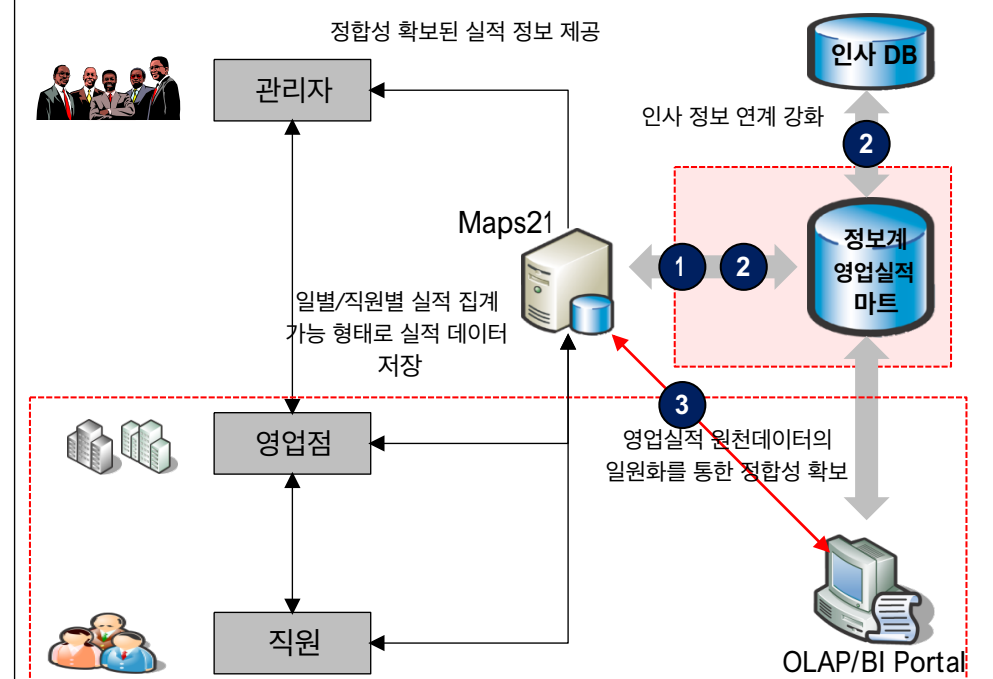 정합성 확보된 실적 정보 제공
인사 DB
관리자
인사 정보 연계 강화
2
Maps21
정보계
영업실적
마트
1
2
일별/직원별 실적 집계
가능 형태로 실적 데이터
저장
3
영업점
영업실적 원천데이터의
일원화를 통한 정합성 확보
직원
OLAP/BI Portal